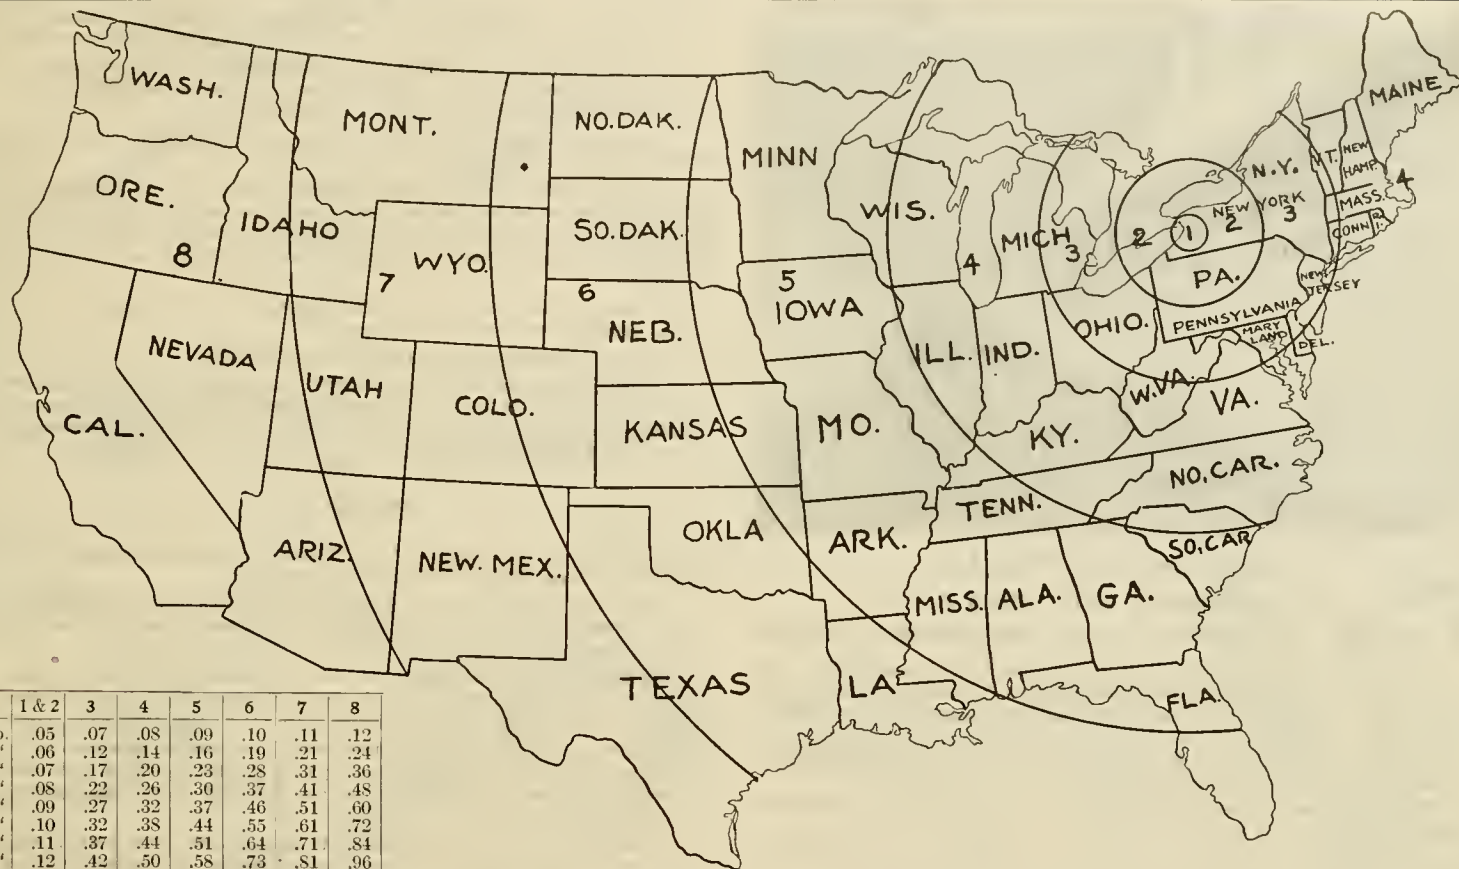 WASH.
MONT.
NO.DAK.
MINN
MAINE
ORE.
IDAHO
8
WYO.
7
SO.DAK.
6
WIS.
4
MICH
3
2
1
2
NEW YORK
N.Y.
3
VT.
NEW
HAMP.
4
MASS.
CONN
R.
I.
5
IOWA
NEB.
NEVADA
UTAH
COLO.
KANSAS
CAL.
MO.
ILL.
IND.
OHIO.
PA.
PENNSYLVANIA
NEW
JERSEY
MARY
LAND
DEL.
W.VA.
VA.
KY.
NO.CAR.
TENN.
SO.CAR
ARIZ.
NEW. MEX.
OKLA
ARK.
MISS.
ALA.
GA.
TEXAS
LA
FLA.
1 & 2 3 4 5 6 7 8
.05 .07 .08 .09 .10 .11 .12
" .06 .12 .14 .16 .19 .21 .24
" .07 .17 .20 .23 .28 .31 .36
" .08 .22 .26 .30 .37 .41 .48
" .09 .27 .32 .37 .46 .51 .60
" .10 .32 .38 .44 .55 .61 .72
" .11 .37 .44 .51 .64 .71 .84
" .12 .42 .50 .58 .73 .81 .96